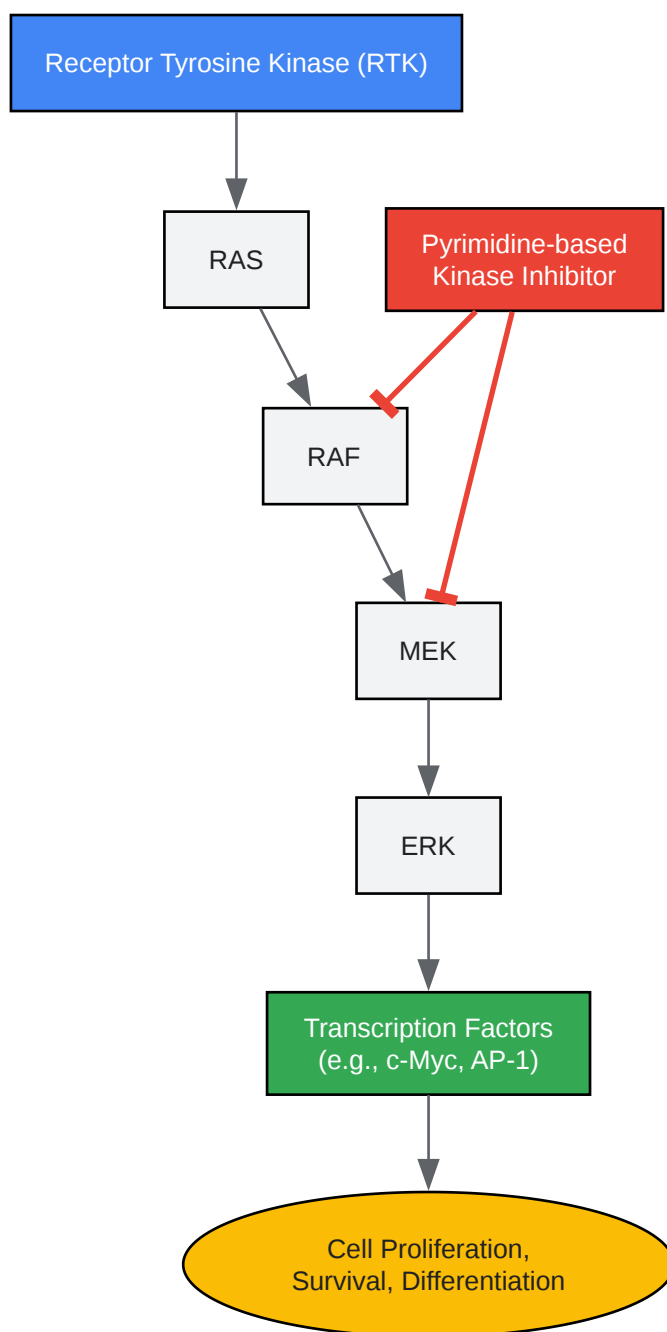 Receptor Tyrosine Kinase (RTK)
RAS
Pyrimidine-based
Kinase Inhibitor
RAF
MEK
ERK
Transcription Factors
(e.g., c-Myc, AP-1)
Cell Proliferation,
Survival, Differentiation